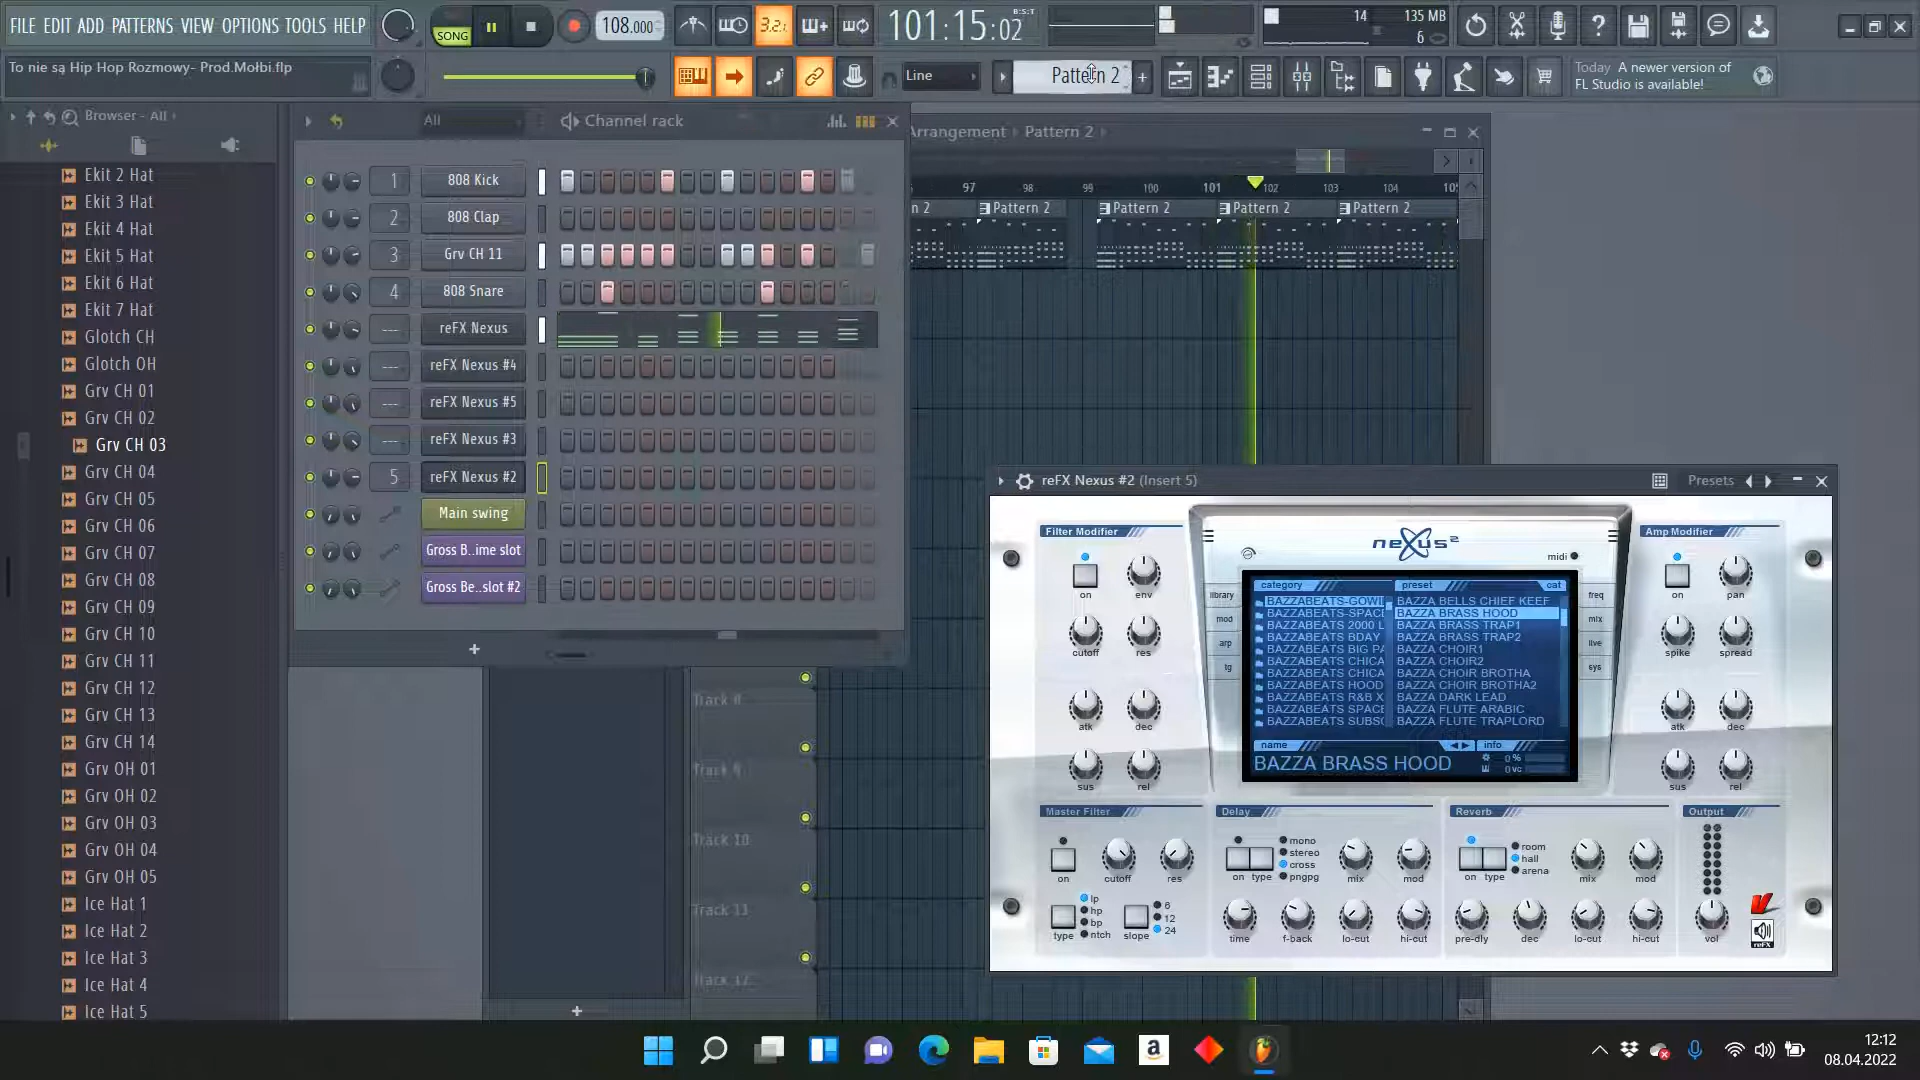 FILE EDIT ADD PATTERNS VIEW OPTIONS TOOLS HELP
SONG
108.000
3.2.1
101:15:02
B:S:T
14
135 MB
6
To nie są Hip Hop Rozmowy- Prod.Mołbi.flp
Line
Pattern 2
Today A newer version of
FL Studio is available!
Browser - All
Ekit 2 Hat
Ekit 3 Hat
Ekit 4 Hat
Ekit 5 Hat
Ekit 6 Hat
Ekit 7 Hat
Glotch CH
Glotch OH
Grv CH 01
Grv CH 02
Grv CH 03
Grv CH 04
Grv CH 05
Grv CH 06
Grv CH 07
Grv CH 08
Grv CH 09
Grv CH 10
Grv CH 11
Grv CH 12
Grv CH 13
Grv CH 14
Grv OH 01
Grv OH 02
Grv OH 03
Grv OH 04
Grv OH 05
Ice Hat 1
Ice Hat 2
Ice Hat 3
Ice Hat 4
Ice Hat 5
All
Channel rack
1 808 Kick
2 808 Clap
3 Grv CH 11
4 808 Snare
--- reFX Nexus
--- reFX Nexus #4
--- reFX Nexus #5
--- reFX Nexus #3
5 reFX Nexus #2
Main swing
Gross B..ime slot
Gross Be..slot #2
Arrangement Pattern 2
97 98 99 100 101 102 103 104 105
n 2 Pattern 2 Pattern 2 Pattern 2 Pattern 2
Track 8
Track 9
Track 10
Track 11
Track 12
reFX Nexus #2 (Insert 5)
Presets
Filter Modifier
on env
cutoff res
atk dec
sus rel
nexus²
midi
library
mod
arp
tg
category
preset
cat
BAZZABEATS-GOWI
BAZZABEATS-SPACE
BAZZABEATS 2000 L
BAZZABEATS BDAY
BAZZABEATS BIG PA
BAZZABEATS CHICA
BAZZABEATS CHICA
BAZZABEATS HOOD
BAZZABEATS R&B X
BAZZABEATS SPACE
BAZZABEATS SUBS
BAZZA BELLS CHIEF KEEF
BAZZA BRASS HOOD
BAZZA BRASS TRAP1
BAZZA BRASS TRAP2
BAZZA CHOIR1
BAZZA CHOIR2
BAZZA CHOIR BROTHA
BAZZA CHOIR BROTHA2
BAZZA DARK LEAD
BAZZA FLUTE ARABIC
BAZZA FLUTE TRAPLORD
name
info
BAZZA BRASS HOOD
0 %
0 vc
freq
mix
live
sys
Amp Modifier
on pan
spike spread
atk dec
sus rel
Master Filter
on cutoff res
lp
hp
bp
ntch
type slope
6
12
24
Delay
mono
stereo
cross
pngpg
on type mix mod
time f-back lo-cut hi-cut
Reverb
room
hall
arena
on type mix mod
pre-dly dec lo-cut hi-cut
Output
vol
reFX
a
12:12
08.04.2022